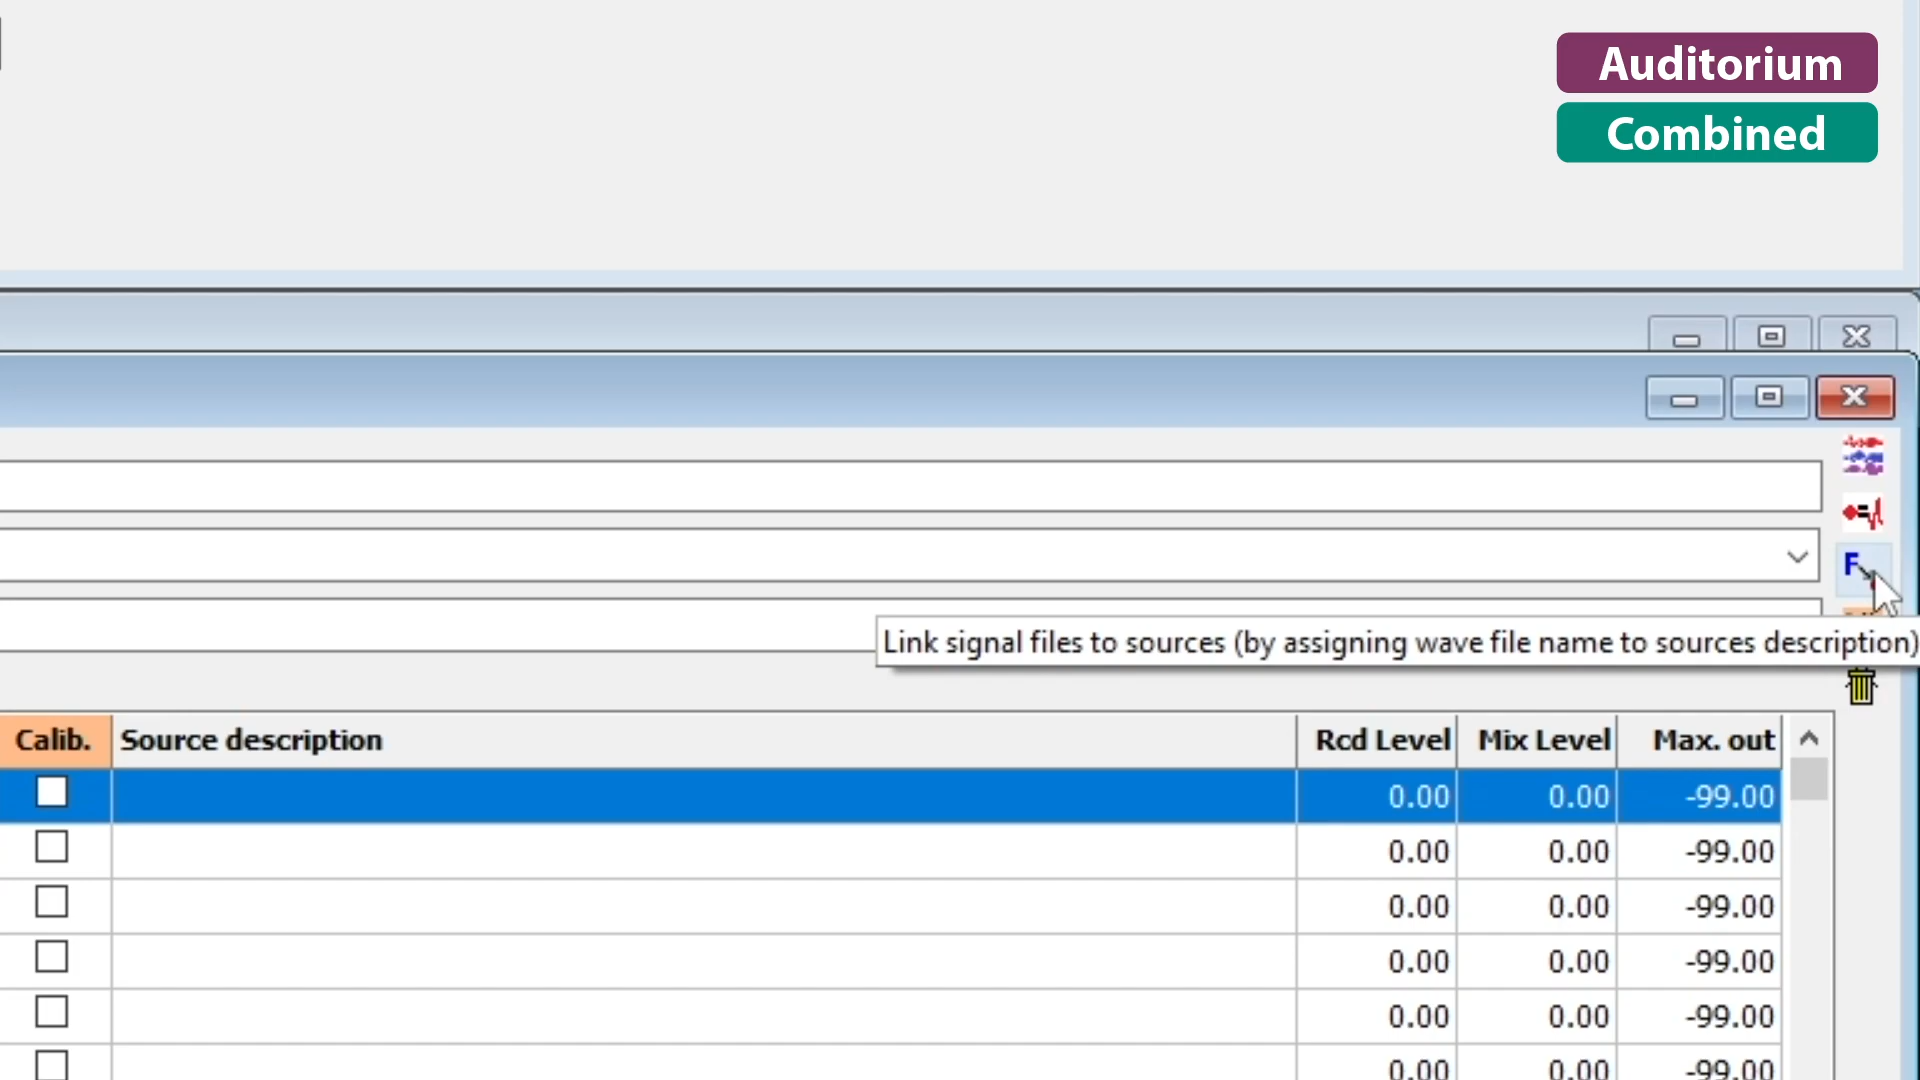 Auditorium
Combined
F
Link signal files to sources (by assigning wave file name to sources description)
Calib. Source description Rcd Level Mix Level Max. out
0.00 0.00 -99.00
0.00 0.00 -99.00
0.00 0.00 -99.00
0.00 0.00 -99.00
0.00 0.00 -99.00
0.00 0.00 -99.00